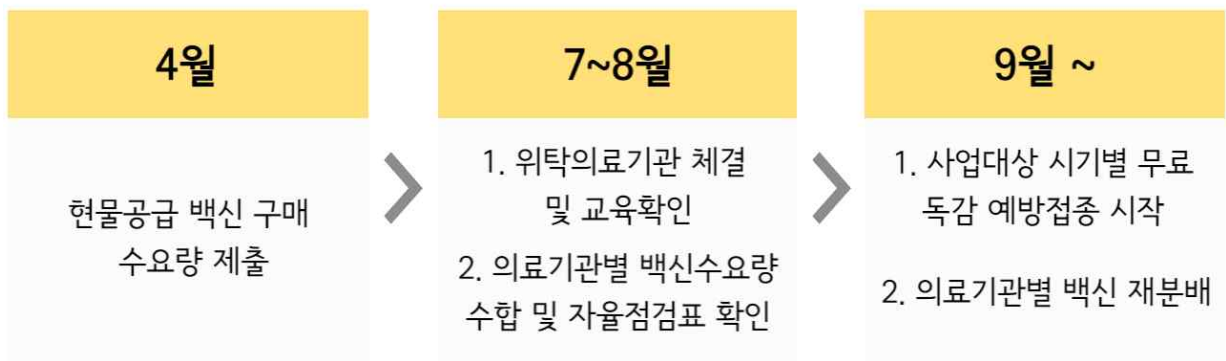 4월
현물공급 백신 구매
수요량 제출
7~8월
1. 위탁의료기관 체결
및 교육확인
2. 의료기관별 백신수요량
수합 및 자율점검표 확인
9월 ~
1. 사업대상 시기별 무료
독감 예방접종 시작
2. 의료기관별 백신 재분배